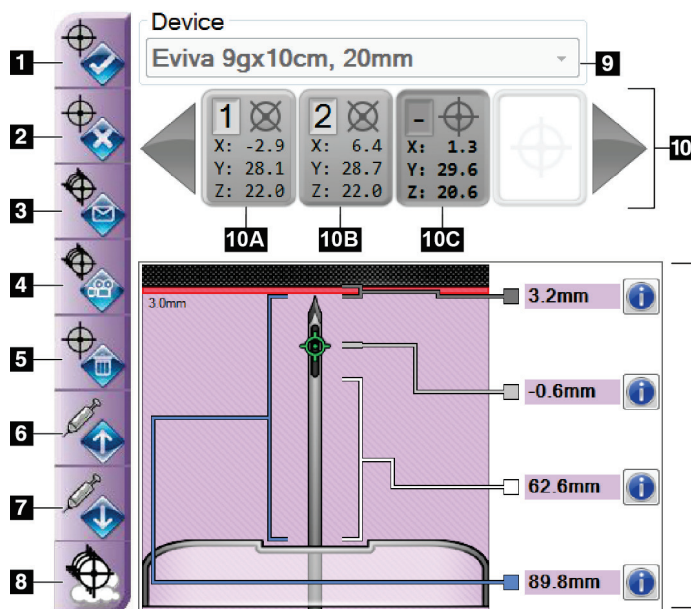 Device
1
Eviva 9gx10cm, 20mm
9
2
1
X: -2.9
Y: 28.1
Z: 22.0
2
X: 6.4
Y: 28.7
Z: 22.0
-
X: 1.3
Y: 29.6
Z: 20.6
10
3
10A
10B
10C
4
3.0mm
3.2mm
5
-0.6mm
6
62.6mm
7
8
89.8mm